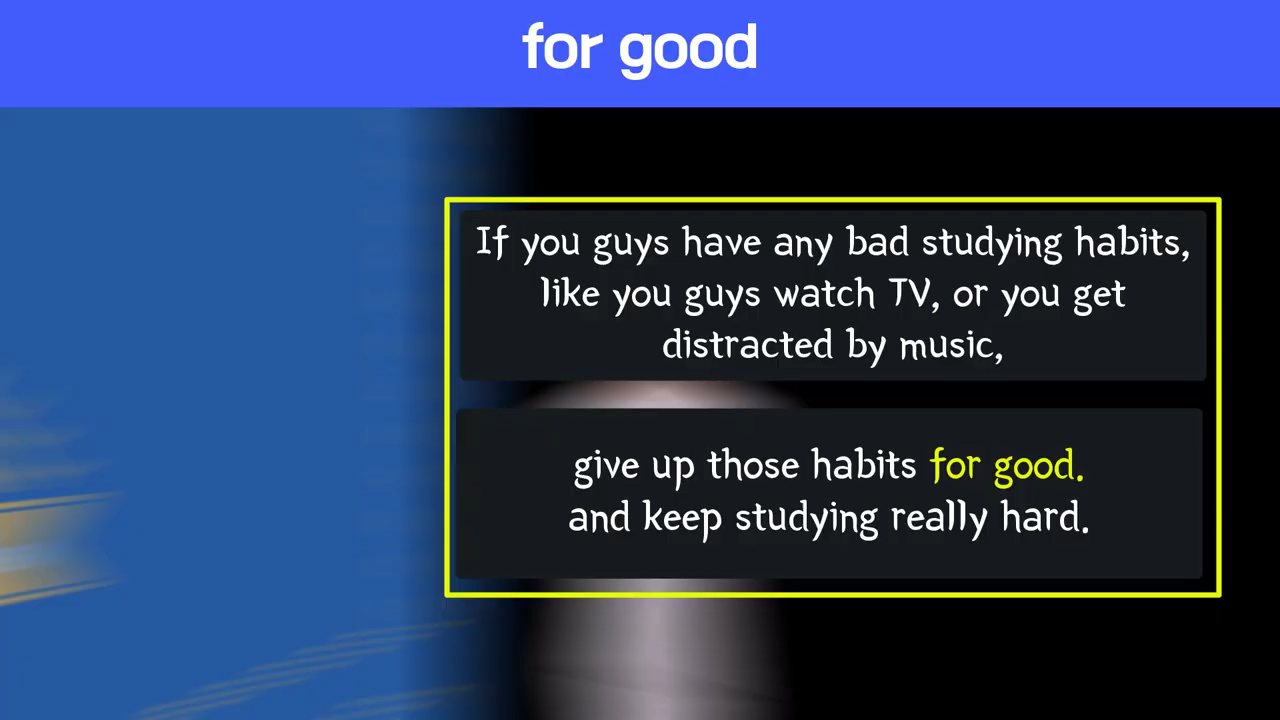 for good
If you guys have any bad studying habits,
like you guys watch TV, or you get
distracted by music,
give up those habits for good.
and keep studying really hard.